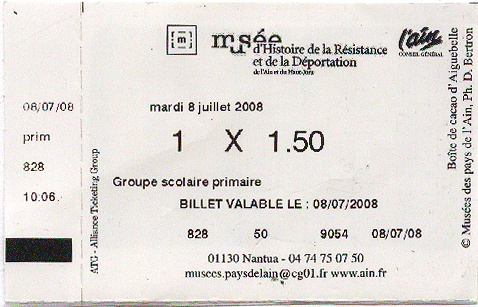 [m] musée
d'Histoire de la Résistance
et de la Déportation
de l'Ain et du Haut-Jura
l'ain
CONSEIL GÉNÉRAL
08/07/08
prim
828
10:06
ATG - Alliance Ticketing Group
mardi 8 juillet 2008
1 X 1.50
Groupe scolaire primaire
BILLET VALABLE LE : 08/07/2008
828 50 9054 08/07/08
01130 Nantua - 04 74 75 07 50
musees.paysdelain@cg01.fr www.ain.fr
Boîte de cacao d'Aiguebelle
© Musées des pays de l'Ain, Ph. D. Bertron